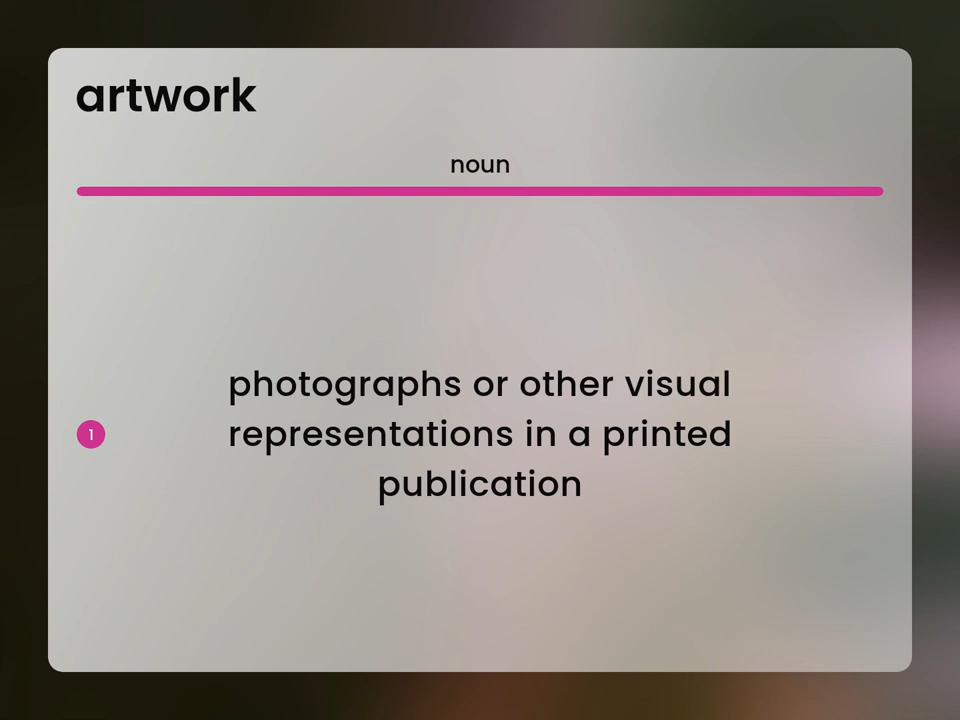 artwork
noun
photographs or other visual
1
representations in a printed
publication